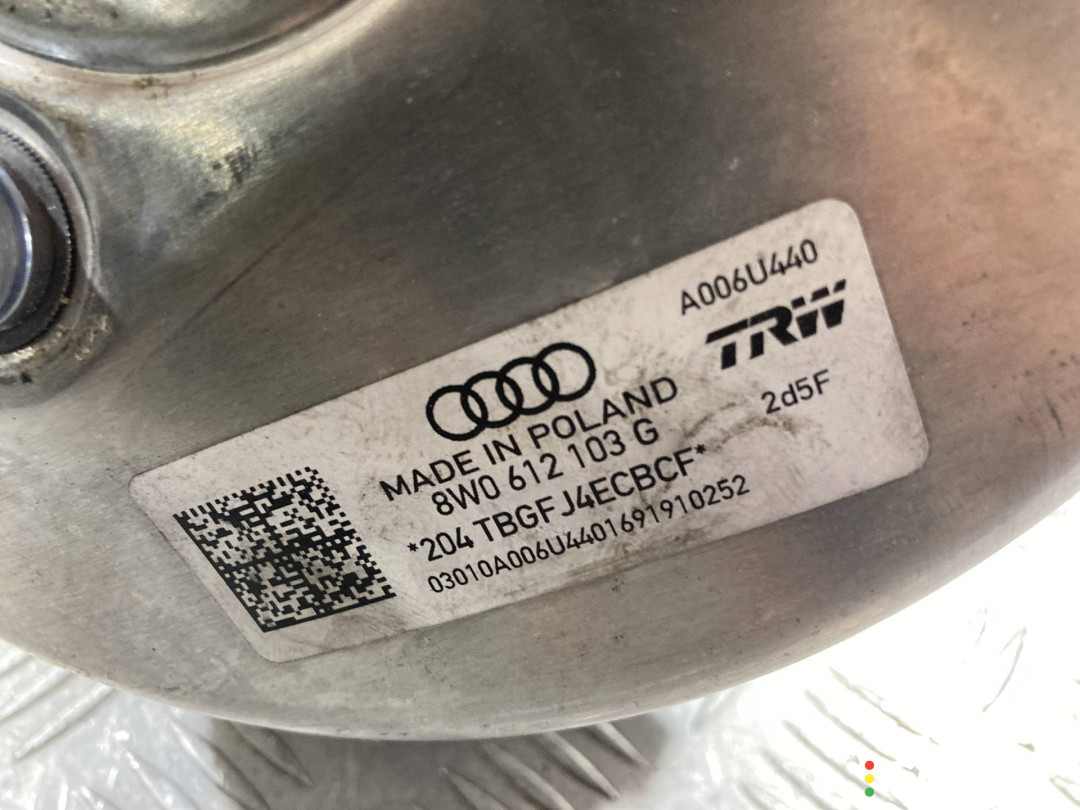 A006U440
TRW
2d5F
MADE IN POLAND
8W0 612 103 G
*204 TBGFJ4ECBCF*
03010A006U4401691910252